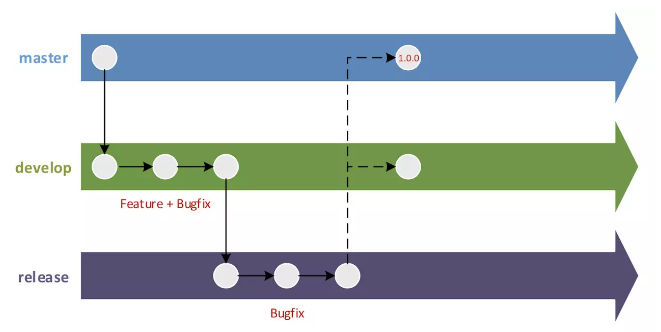 master
1.0.0
develop
Feature + Bugfix
release
Bugfix